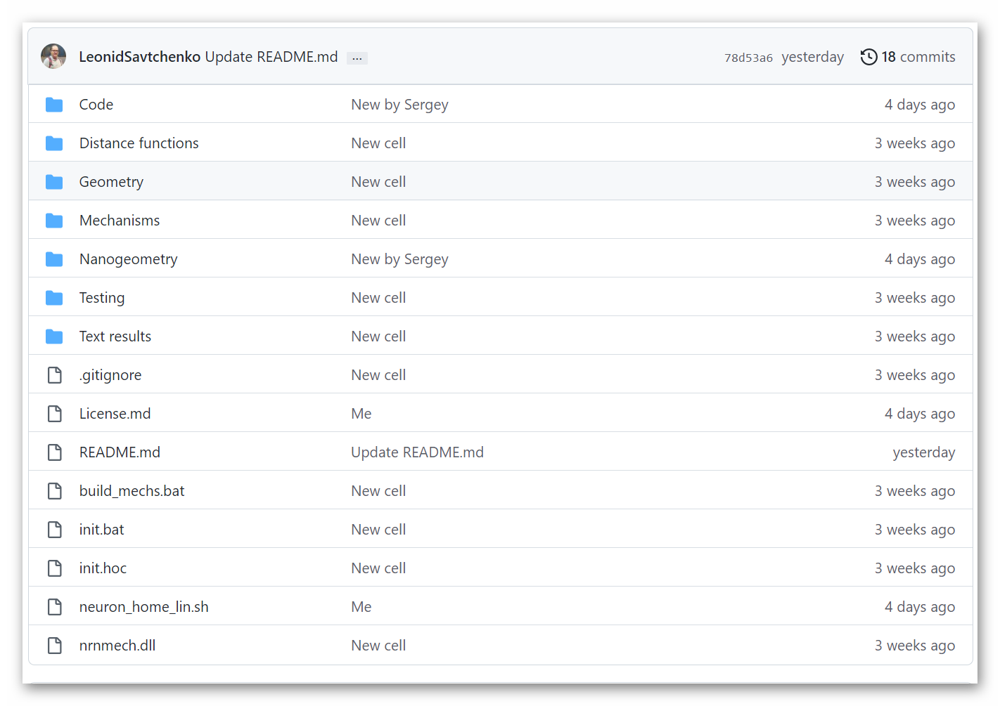 LeonidSavtchenko Update README.md ... 78d53a6 yesterday 18 commits
Code New by Sergey 4 days ago
Distance functions New cell 3 weeks ago
Geometry New cell 3 weeks ago
Mechanisms New cell 3 weeks ago
Nanogeometry New by Sergey 4 days ago
Testing New cell 3 weeks ago
Text results New cell 3 weeks ago
.gitignore New cell 3 weeks ago
License.md Me 4 days ago
README.md Update README.md yesterday
build_mechs.bat New cell 3 weeks ago
init.bat New cell 3 weeks ago
init.hoc New cell 3 weeks ago
neuron_home_lin.sh Me 4 days ago
nrnmech.dll New cell 3 weeks ago